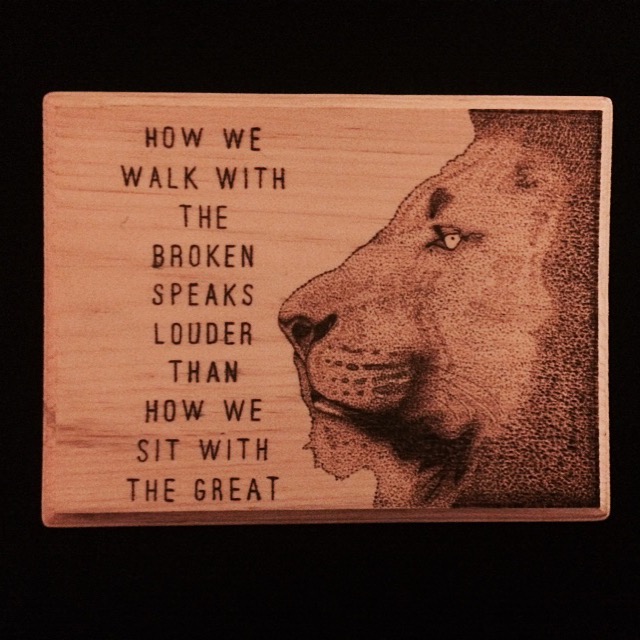 HOW WE
WALK WITH
THE
BROKEN
SPEAKS
LOUDER
THAN
HOW WE
SIT WITH
THE GREAT